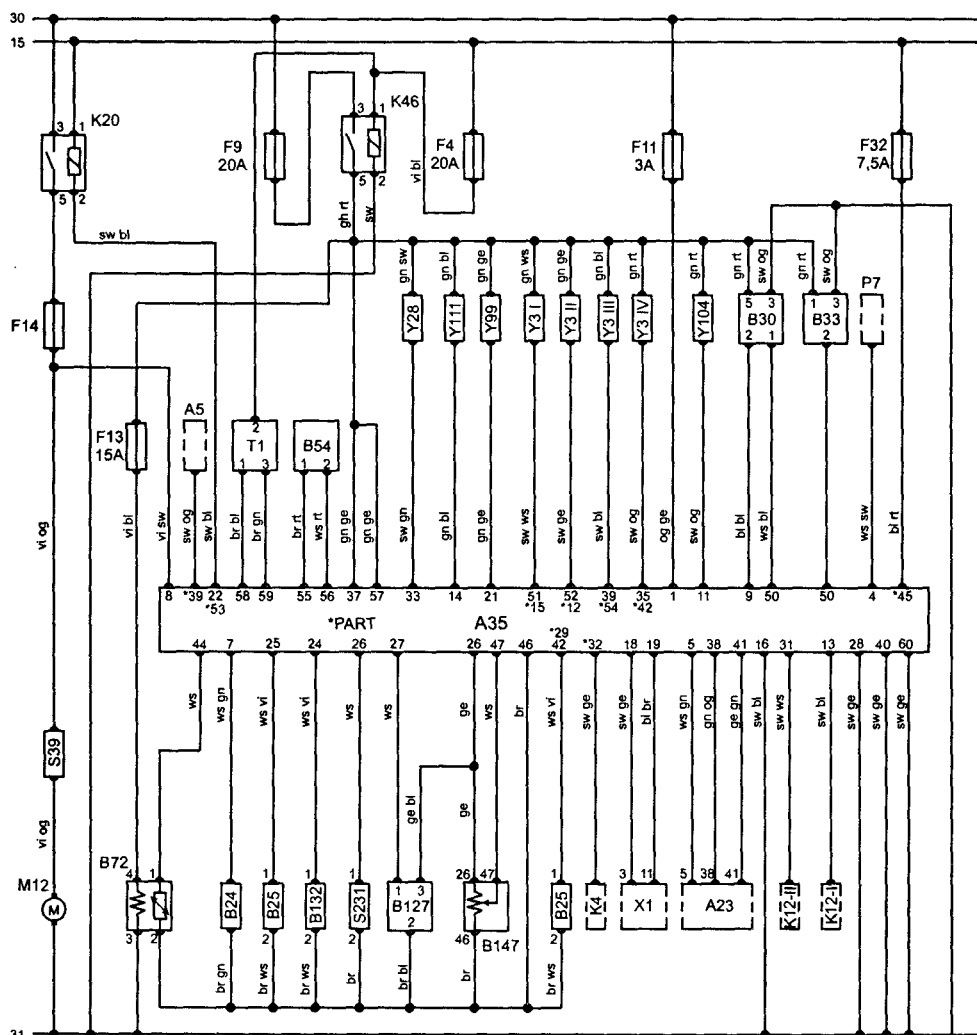 30
15
K20
3 1
5 2
F9
20A
K46
3 1
5 2
F4
20A
F11
3A
F32
7,5A
vi bl
gh rt
sw
sw bl
gn sw
gn bl
gn ge
gn ws
gn ge
gn bl
gn rt
gn rt
gn rt
sw og
gn rt
sw og
F14
Y28
Y111
Y99
Y3 I
Y3 II
Y3 III
Y3 IV
Y104
5 3
B30
2 1
1 3
B33
2
P7
F13
15A
A5
2
T1
1 3
B54
1 2
vi og
vi bl
vi sw
sw og
sw bl
br bl
br gn
br rt
ws rt
gn ge
gn ge
sw gn
gn bl
gn ge
sw ws
sw ge
sw bl
sw og
og ge
sw og
bl
ws bl
ws sw
bl rt
8 *39 22 58 59 55 56 37 57 33 14 21 51 52 39 35 1 11 9 50 50 4 *45
*53 *15 *12 *54 *42
*PART A35
*29
44 7 25 24 26 27 26 47 46 42 *32 18 19 5 38 41 16 31 13 28 40 60
ws
ws gn
ws vi
ws vi
ws
ws
ge
ws
br
ws vi
sw ge
sw ge
bl br
ws gn
gn og
ge gn
sw bl
sw ws
sw bl
sw ge
sw ge
sw ge
S39
vi og
ge bl
ge
M12
M
B72
4 1
3 2
1
B24
1
B25
2
1
B132
2
1
S231
2
1 3
B127
2
26 47
46
B147
1
B25
2
K4
3 11
X1
5 38 41
A23
K12-II
K12-I
br gn
br ws
br ws
br
br bl
br
br ws
31